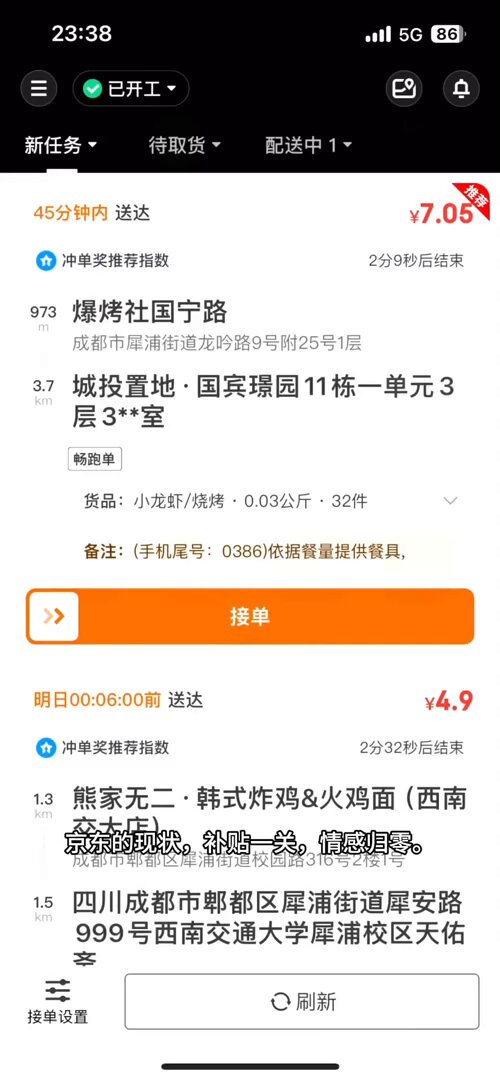 23:38
5G 86
已开工
新任务 待取货 配送中 1
推荐
45分钟内 送达
¥7.05
冲单奖推荐指数
2分9秒后结束
973
m
爆烤社国宁路
成都市犀浦街道龙吟路9号附25号1层
3.7
km
城投置地·国宾璟园11栋一单元3
层3**室
畅跑单
货品：小龙虾/烧烤·0.03公斤·32件
备注：(手机尾号：0386)依据餐量提供餐具,
接单
明日00:06:00前 送达
¥4.9
冲单奖推荐指数
2分32秒后结束
1.3
km
熊家无二·韩式炸鸡&火鸡面（西南
交大店）
京东的现状，补贴一关，情感归零。
成都市郫都区犀浦街道校园路316号2楼1号
1.5
km
四川成都市郫都区犀浦街道犀安路
999号西南交通大学犀浦校区天佑
斋
接单设置
刷新